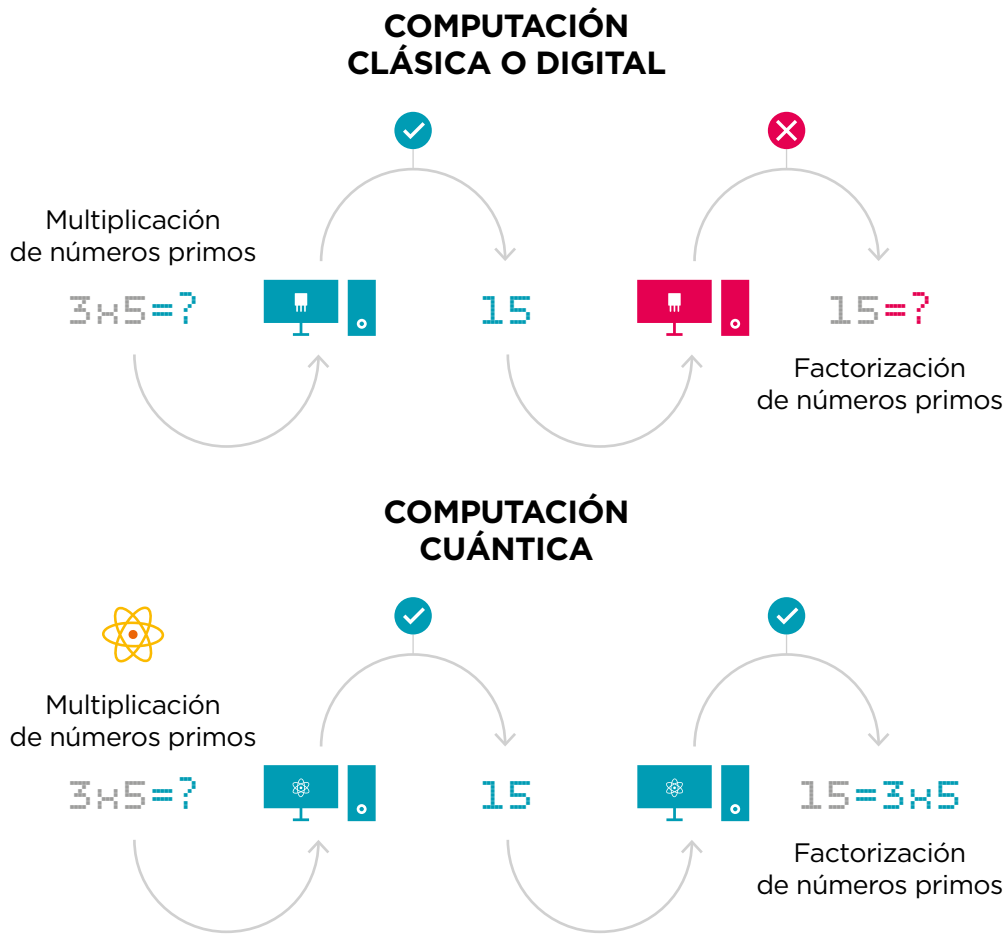 COMPUTACIÓN
CLÁSICA O DIGITAL
Multiplicación
de números primos
3x5=?
15
15=?
Factorización
de números primos
COMPUTACIÓN
CUÁNTICA
Multiplicación
de números primos
3x5=?
15
15=3x5
Factorización
de números primos